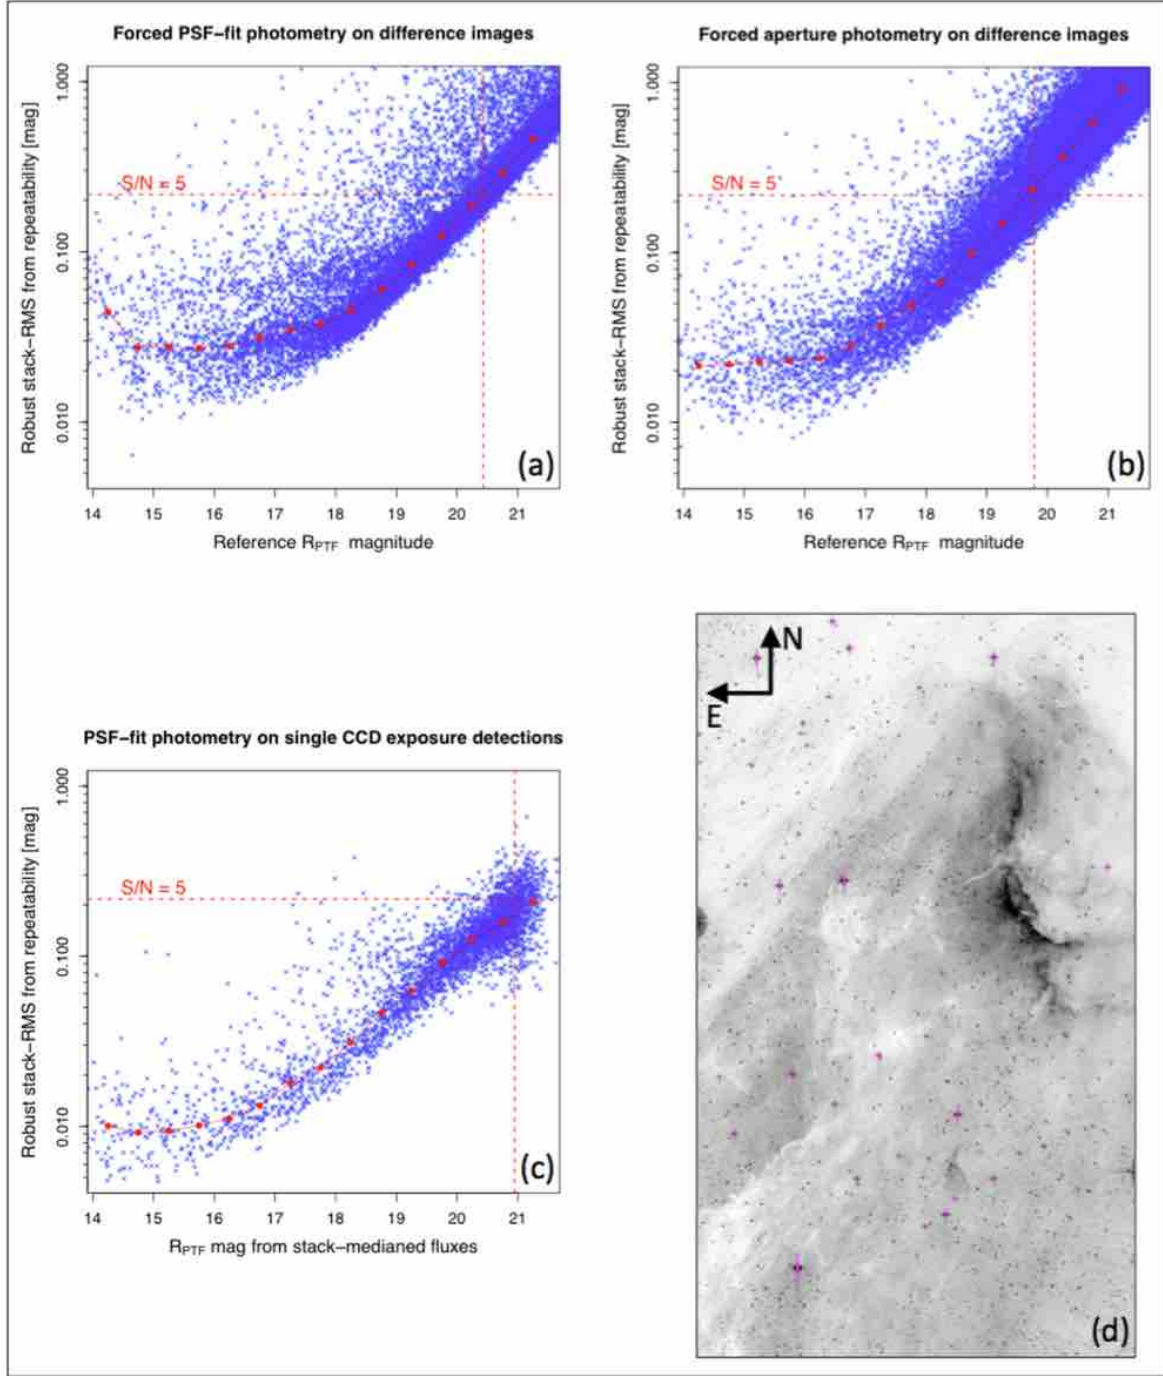 Forced PSF–fit photometry on difference images
Robust stack–RMS from repeatability [mag]
1.000
0.100
0.010
S/N = 5
(a)
14 15 16 17 18 19 20 21
Reference R_PTF magnitude
Forced aperture photometry on difference images
Robust stack–RMS from repeatability [mag]
1.000
0.100
0.010
S/N = 5
(b)
14 15 16 17 18 19 20 21
Reference R_PTF magnitude
PSF–fit photometry on single CCD exposure detections
Robust stack–RMS from repeatability [mag]
1.000
0.100
0.010
S/N = 5
(c)
14 15 16 17 18 19 20 21
R_PTF mag from stack–medianed fluxes
N
E
(d)